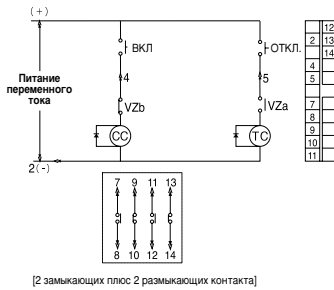 (+)
ВКЛ
ОТКЛ.
4
5
Питание
переменного
тока
VZb
VZa
CC
TC
2(-)
7 9 11 13
8 10 12 14
12
2 13
14
4
5
7
8
9
10
11
[2 замыкающих плюс 2 размыкающих контакта]